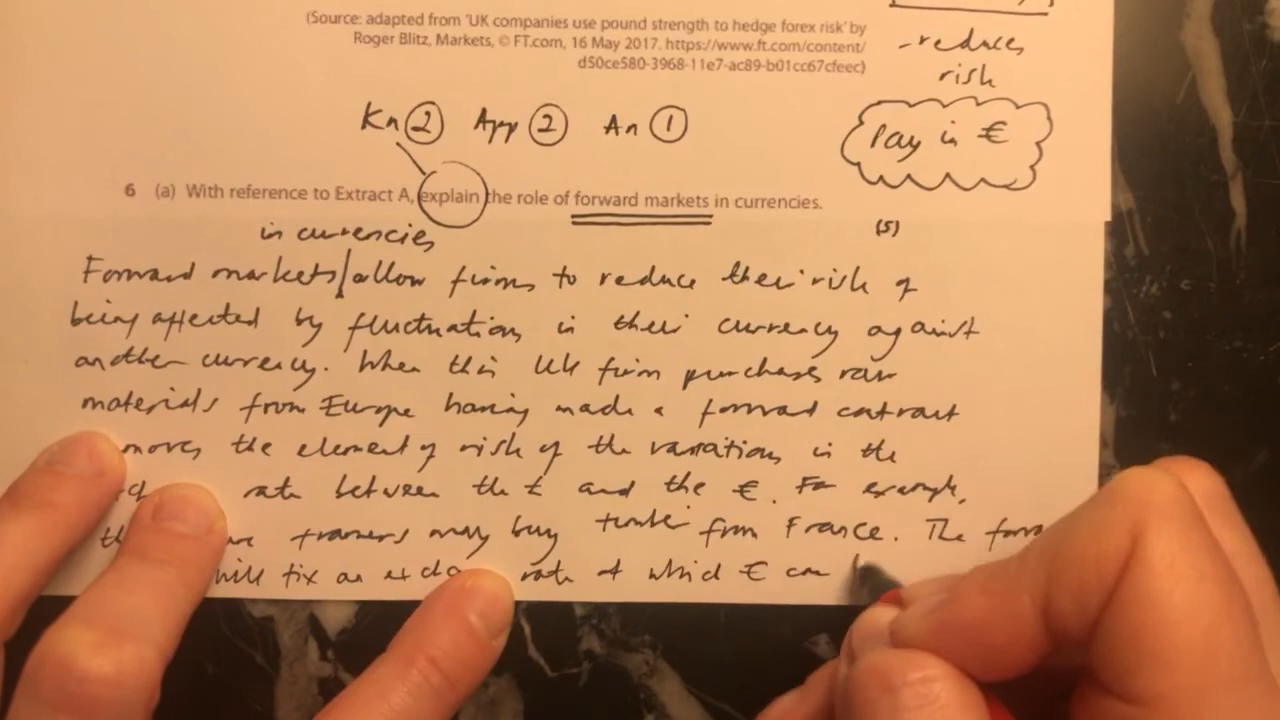 (Source: adapted from 'UK companies use pound strength to hedge forex risk' by
Roger Blitz, Markets, © FT.com, 16 May 2017. https://www.ft.com/content/
d50ce580-3968-11e7-ac89-b01cc67cfeec)
- reduces
risk
Pay in €
Kn 2 App 2 An 1
6 (a) With reference to Extract A, explain the role of forward markets in currencies.
(5)
in currencies
Forward markets allow firms to reduce their risk of
being affected by fluctuations in their currency against
another currency. When this UK firm purchases raw
materials from Europe having made a forward contract
moves the element of risk of the variations in the
rate between the £ and the €. For example,
framers may buy timber from France. The
will fix an rate at which € can